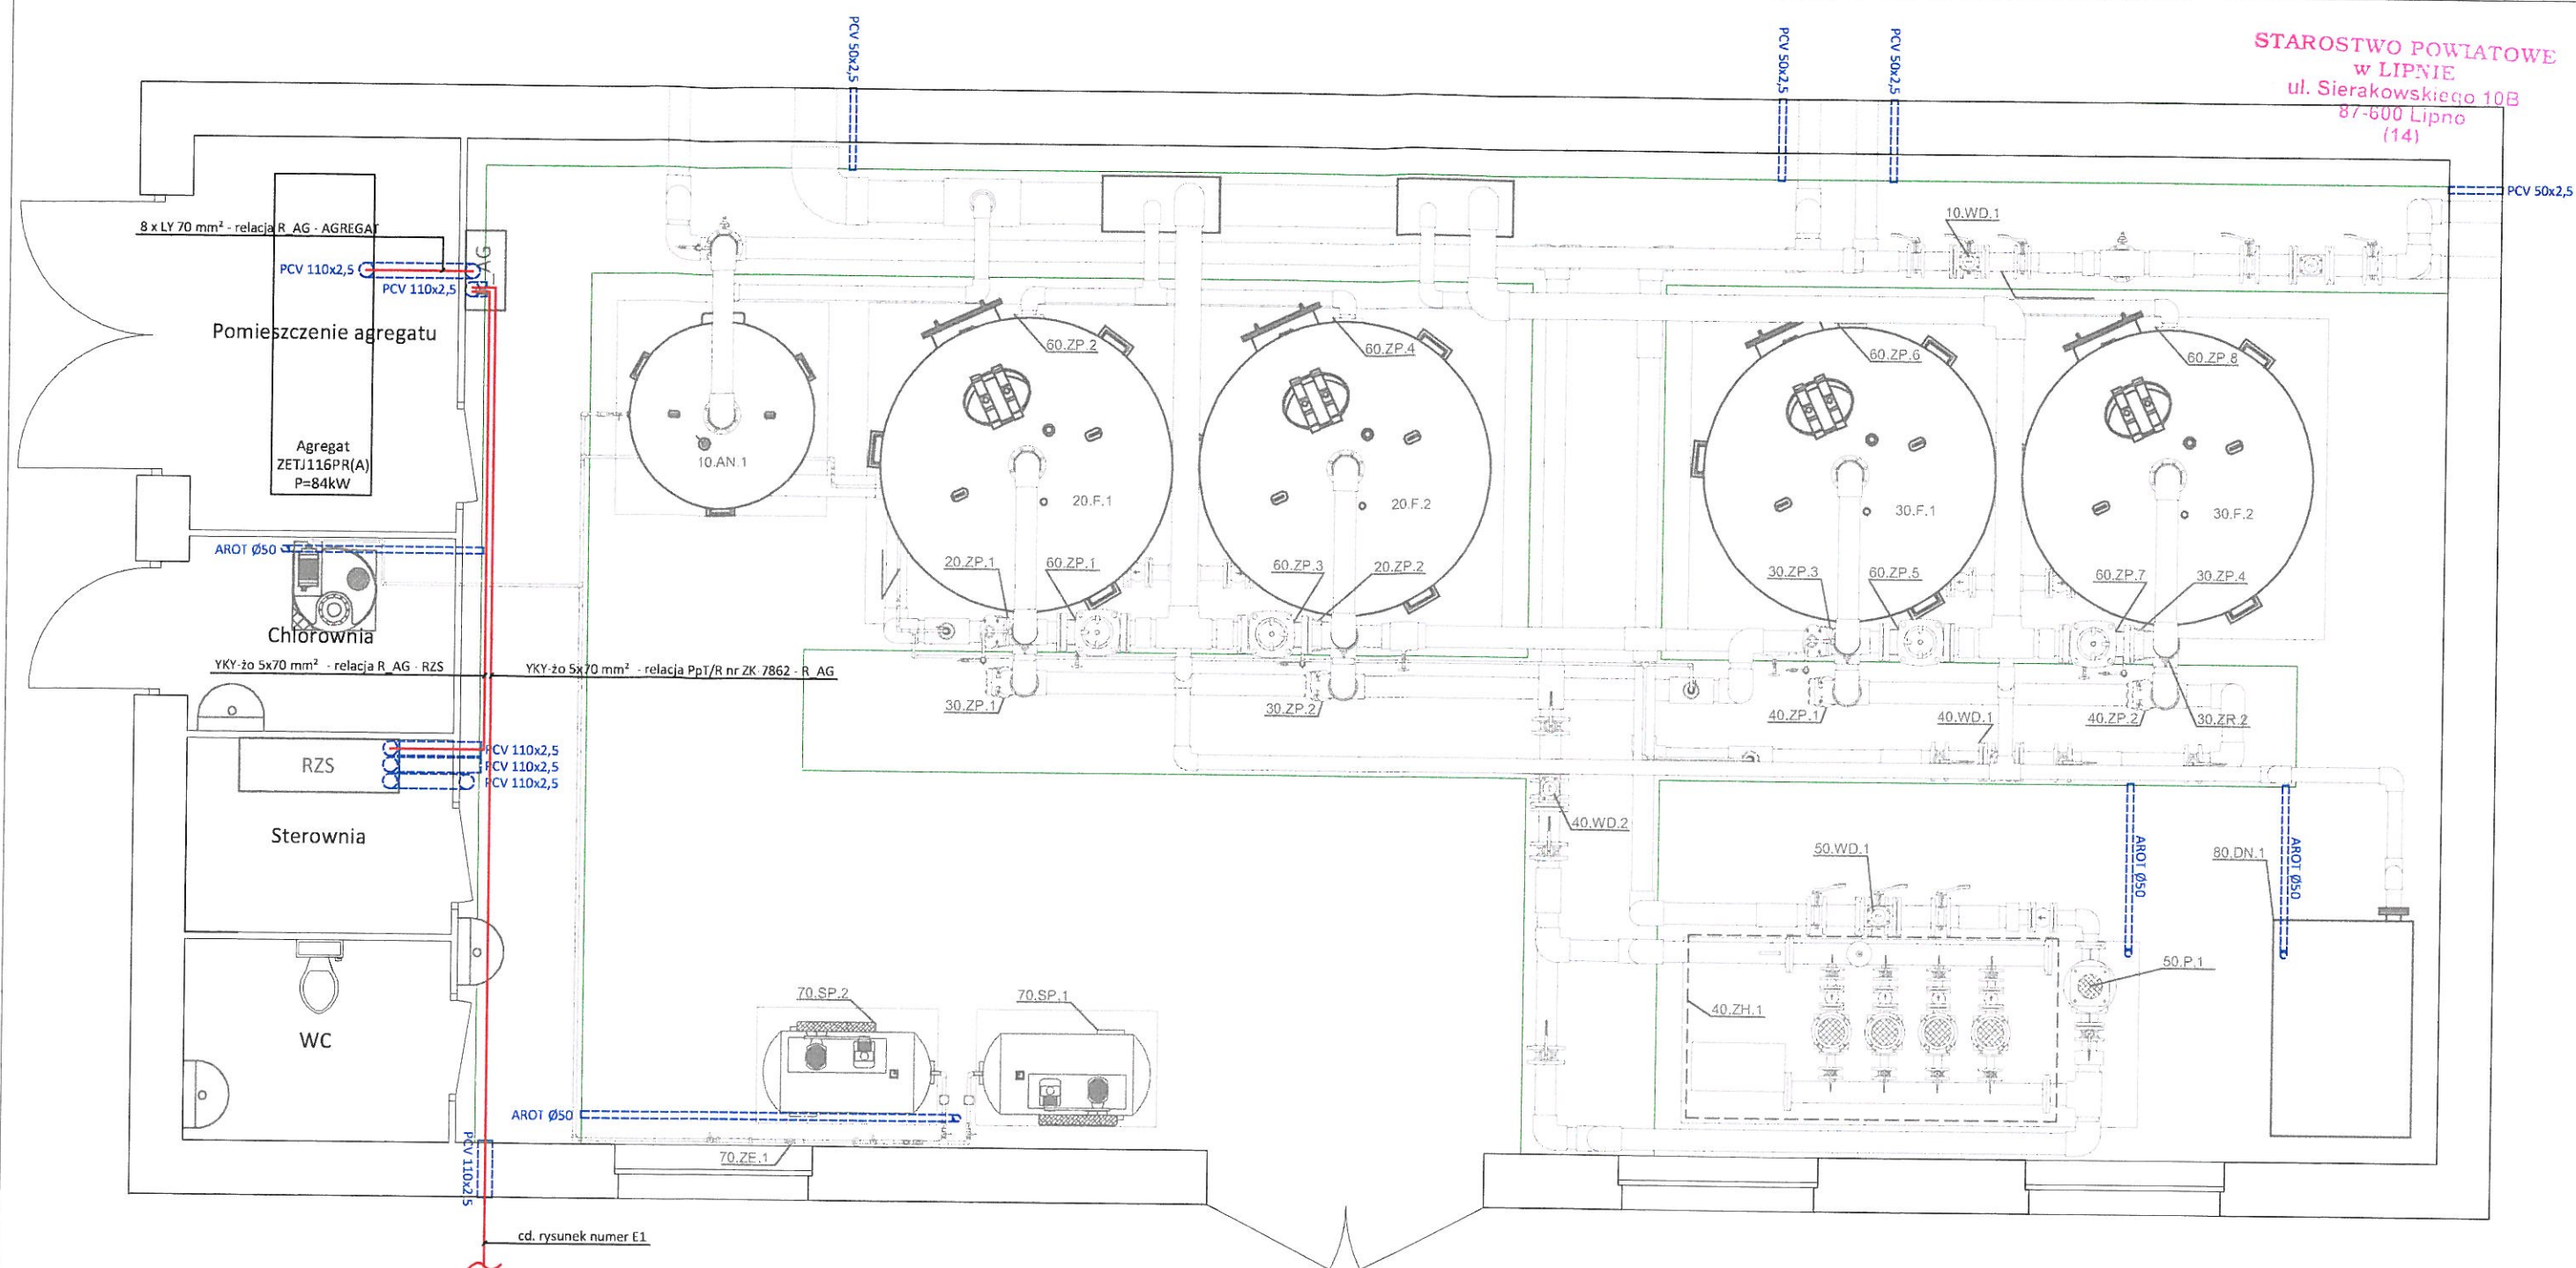 STAROSTWO POWIATOWE
w LIPNIE
ul. Sierakowskiego 10B
87-600 Lipno
(14)
PCV 50x2,5
PCV 50x2,5
PCV 50x2,5
PCV 50x2,5
10.WD.1
8 x LY 70 mm² - relacja R_AG - AGREGAT
_AG
PCV 110x2,5
PCV 110x2,5
Pomieszczenie agregatu
Agregat
ZETJ116PR(A)
P=84kW
60.ZP.2
60.ZP.4
60.ZP.6
60.ZP.8
10.AN.1
20.F.1
20.F.2
30.F.1
30.F.2
AROT Ø50
20.ZP.1
60.ZP.1
60.ZP.3
20.ZP.2
30.ZP.3
60.ZP.5
60.ZP.7
30.ZP.4
Chlorownia
YKY-żo 5x70 mm² - relacja R_AG - RZS
YKY-żo 5x70 mm² - relacja PpT/R nr ZK 7862 - R_AG
30.ZP.1
30.ZP.2
40.ZP.1
40.WD.1
40.ZP.2
30.ZR.2
RZS
PCV 110x2,5
PCV 110x2,5
PCV 110x2,5
Sterownia
40.WD.2
50.WD.1
80.DN.1
AROT Ø50
AROT Ø50
50.P.1
40.ZH.1
70.SP.2
70.SP.1
WC
AROT Ø50
70.ZE.1
PCV 110x2,5
cd. rysunek numer E1